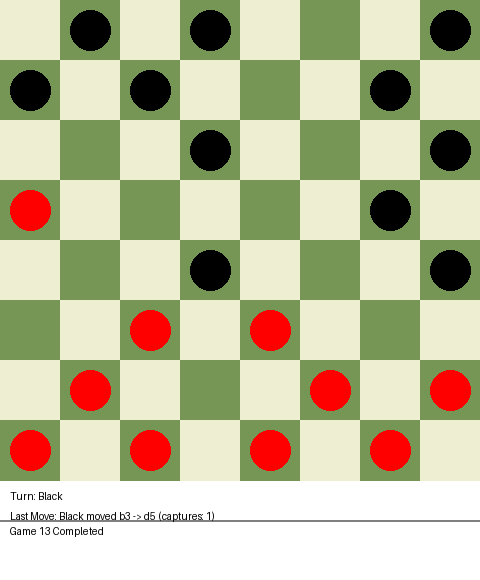 Turn: Black
Last Move: Black moved b3 -> d5 (captures: 1)
Game 13 Completed